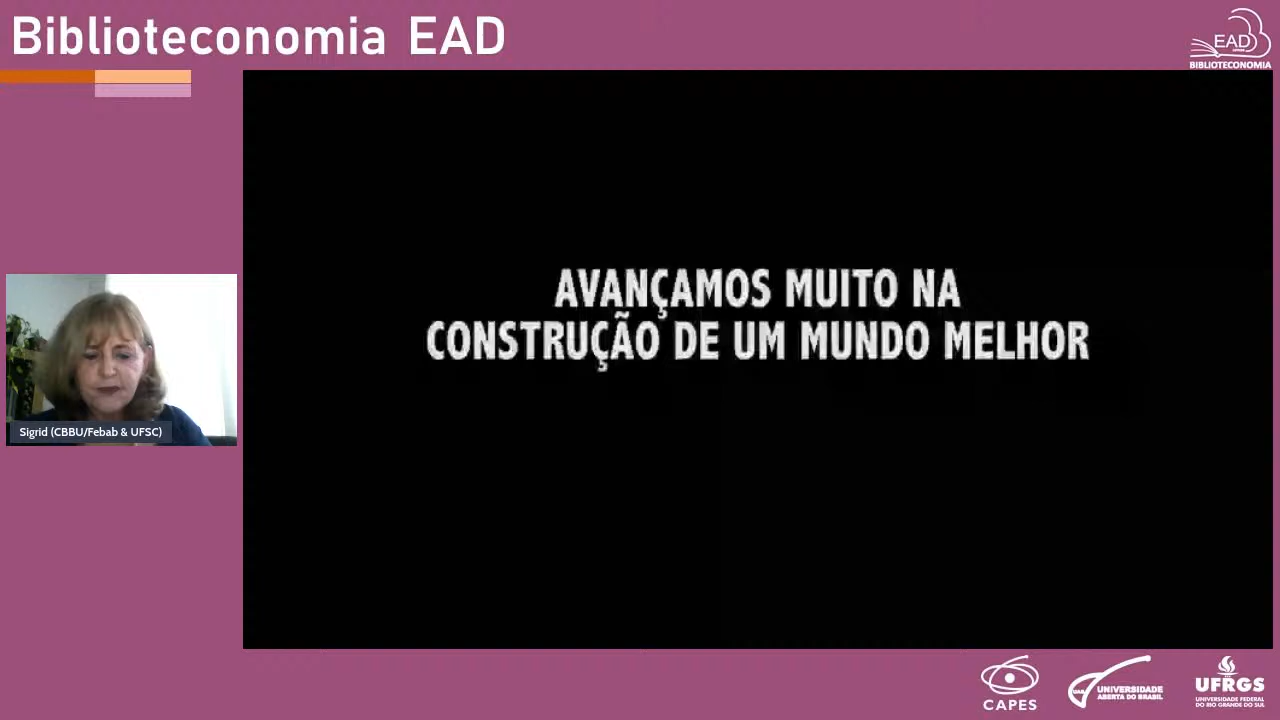 Biblioteconomia EAD
EAD
BIBLIOTECONOMIA
AVANÇAMOS MUITO NA
CONSTRUÇÃO DE UM MUNDO MELHOR
Sigrid (CBBU/Febab & UFSC)
CAPES
UAB
UNIVERSIDADE
ABERTA DO BRASIL
UFRGS
UNIVERSIDADE FEDERAL
DO RIO GRANDE DO SUL